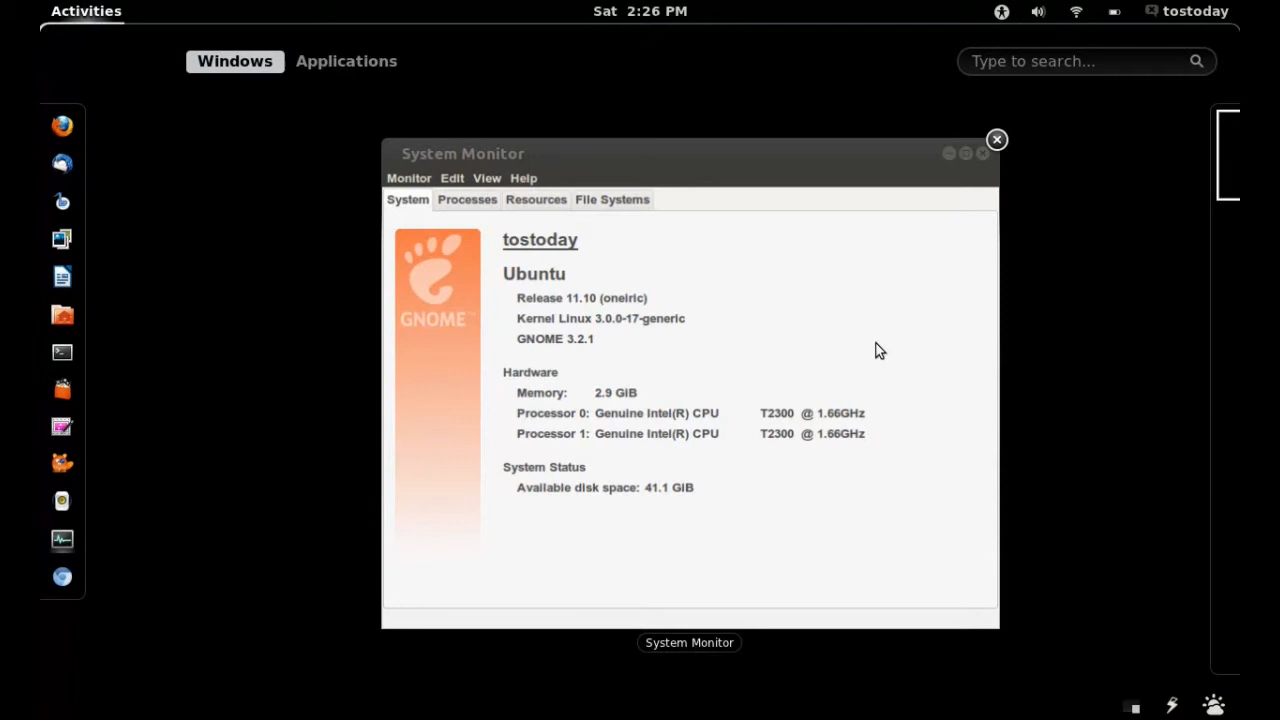 Activities
Sat 2:26 PM
tostoday
Windows Applications
Type to search...
System Monitor
Monitor Edit View Help
System Processes Resources File Systems
GNOME™
tostoday
Ubuntu
Release 11.10 (oneiric)
Kernel Linux 3.0.0-17-generic
GNOME 3.2.1
Hardware
Memory: 2.9 GiB
Processor 0: Genuine Intel(R) CPU T2300 @ 1.66GHz
Processor 1: Genuine Intel(R) CPU T2300 @ 1.66GHz
System Status
Available disk space: 41.1 GiB
System Monitor